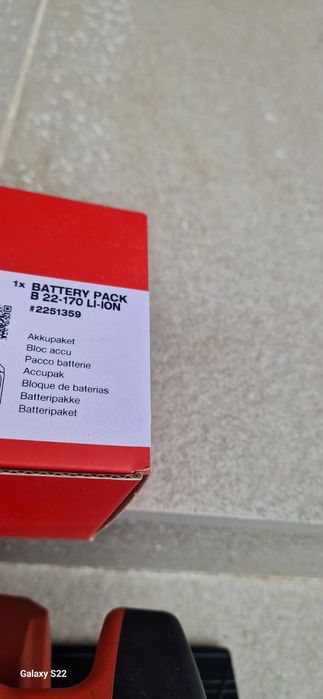 1x BATTERY PACK
B 22-170 LI-ION
#2251359
Akkupaket
Bloc accu
Pacco batterie
Accupak
Bloque de baterias
Batteripakke
Batteripaket
Galaxy S22